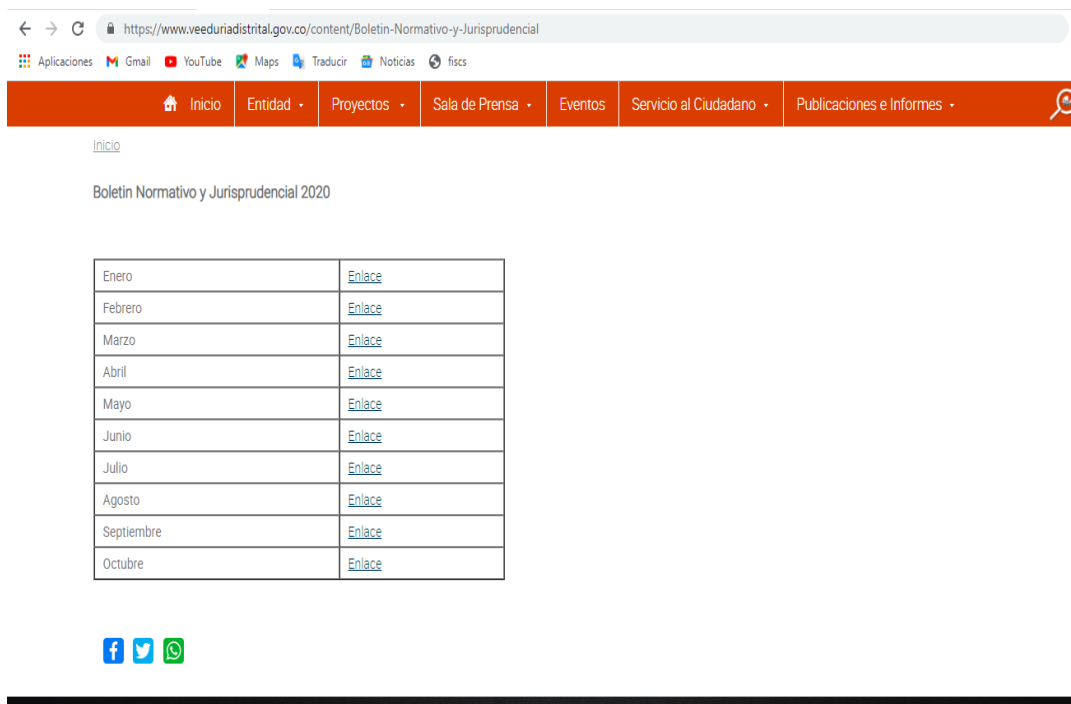 https://www.veeduriadistrital.gov.co/content/Boletin-Normativo-y-Jurisprudencial
Aplicaciones Gmail YouTube Maps Traducir Noticias fiscs
Inicio Entidad Proyectos Sala de Prensa Eventos Servicio al Ciudadano Publicaciones e Informes
Inicio
Boletin Normativo y Jurisprudencial 2020
Enero Enlace
Febrero Enlace
Marzo Enlace
Abril Enlace
Mayo Enlace
Junio Enlace
Julio Enlace
Agosto Enlace
Septiembre Enlace
Octubre Enlace